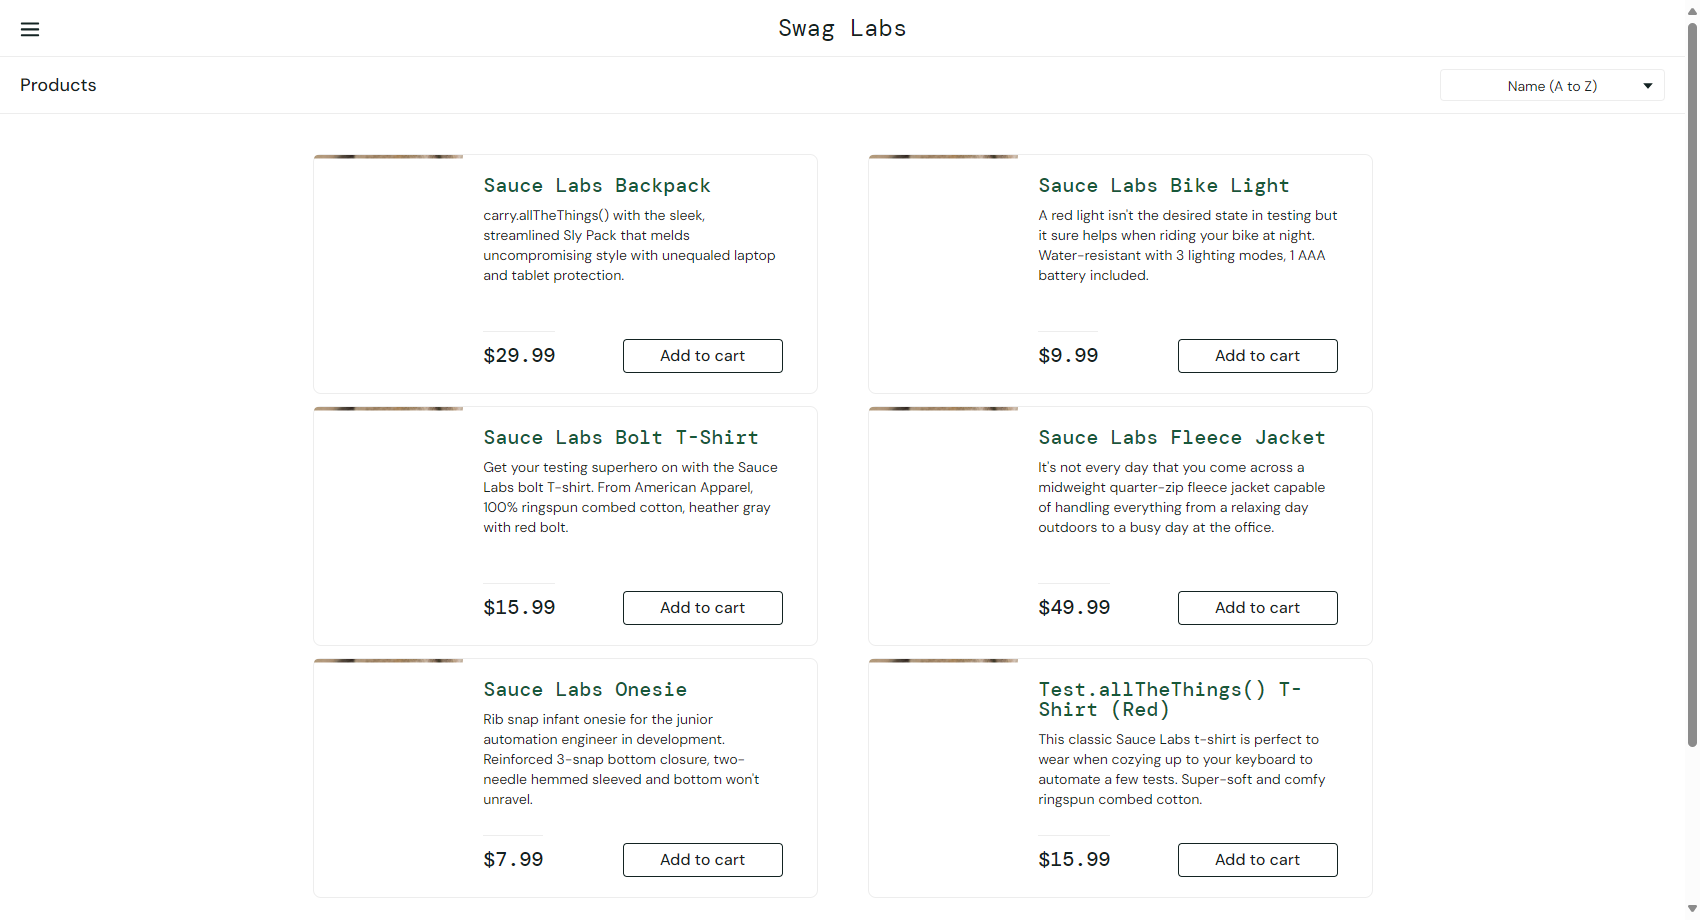 Swag Labs
Products
Name (A to Z)
Sauce Labs Backpack
carry.allTheThings() with the sleek,
streamlined Sly Pack that melds
uncompromising style with unequaled laptop
and tablet protection.
$29.99
Add to cart
Sauce Labs Bike Light
A red light isn't the desired state in testing but
it sure helps when riding your bike at night.
Water-resistant with 3 lighting modes, 1 AAA
battery included.
$9.99
Add to cart
Sauce Labs Bolt T-Shirt
Get your testing superhero on with the Sauce
Labs bolt T-shirt. From American Apparel,
100% ringspun combed cotton, heather gray
with red bolt.
$15.99
Add to cart
Sauce Labs Fleece Jacket
It's not every day that you come across a
midweight quarter-zip fleece jacket capable
of handling everything from a relaxing day
outdoors to a busy day at the office.
$49.99
Add to cart
Sauce Labs Onesie
Rib snap infant onesie for the junior
automation engineer in development.
Reinforced 3-snap bottom closure, two-
needle hemmed sleeved and bottom won't
unravel.
$7.99
Add to cart
Test.allTheThings() T-
Shirt (Red)
This classic Sauce Labs t-shirt is perfect to
wear when cozying up to your keyboard to
automate a few tests. Super-soft and comfy
ringspun combed cotton.
$15.99
Add to cart